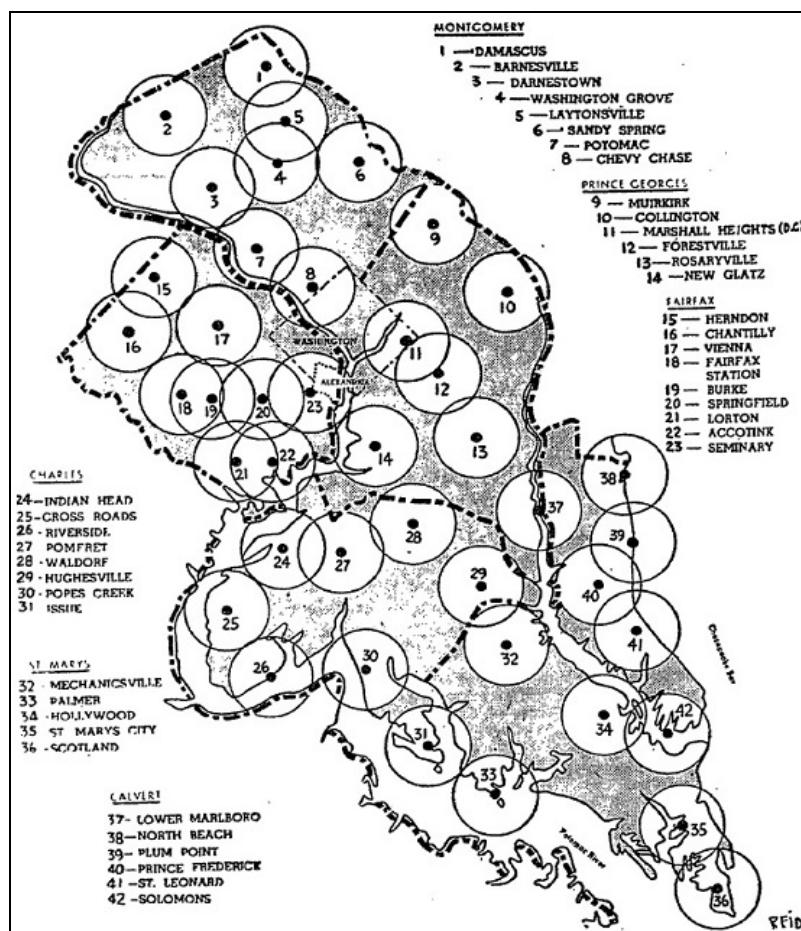 MONTGOMERY
1 — DAMASCUS
2 — BARNESVILLE
3 — DARNESTOWN
4 — WASHINGTON GROVE
5 — LAYTONSVILLE
6 — SANDY SPRING
7 — POTOMAC
8 — CHEVY CHASE
PRINCE GEORGES
9 — MUIRKIRK
10 — COLLINGTON
11 — MARSHALL HEIGHTS (D.C.)
12 — FORESTVILLE
13 — ROSARYVILLE
14 — NEW GLATZ
FAIRFAX
15 — HERNDON
16 — CHANTILLY
17 — VIENNA
18 — FAIRFAX
STATION
19 — BURKE
20 — SPRINGFIELD
21 — LORTON
22 — ACCOTINK
23 — SEMINARY
CHARLES
24 — INDIAN HEAD
25 — CROSS ROADS
26 — RIVERSIDE
27 POMFRET
28 — WALDORF
29 - HUGHESVILLE
30 - POPES CREEK
31 ISSUE
ST MARYS
32 - MECHANICSVILLE
33 PALMER
34 - HOLLYWOOD
35 ST MARYS CITY
36 - SCOTLAND
CALVERT
37 - LOWER MARLBORO
38 — NORTH BEACH
39 — PLUM POINT
40 — PRINCE FREDERICK
41 — ST. LEONARD
42 - SOLOMONS
1
2
5
4
6
3
9
7
8
15
10
16
17
WASHINGTON
11
ALEXANDRIA
12
18
19
20
23
14
13
21
22
38
37
28
39
24
27
29
40
25
41
32
30
26
Chesapeake Bay
34
42
31
33
35
Potomac River
36
REID